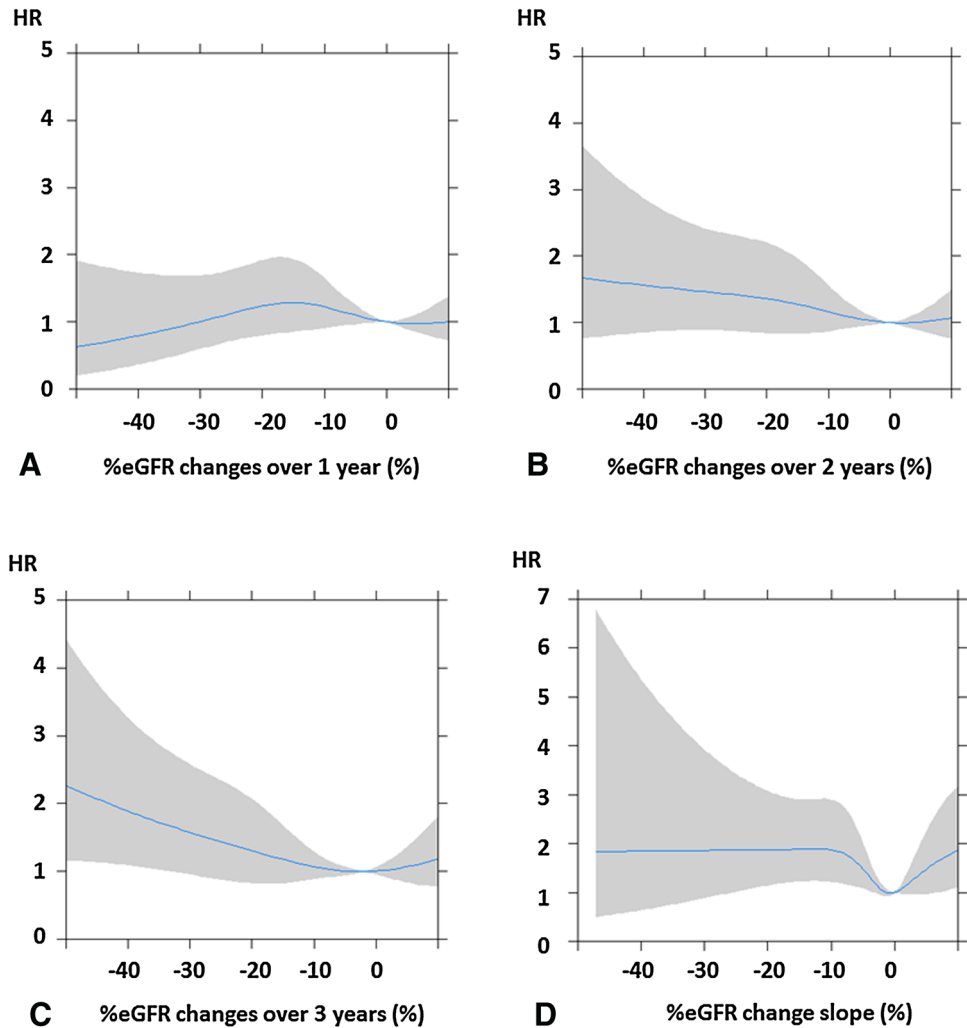 HR
5
4
3
2
1
0
-40 -30 -20 -10 0
A %eGFR changes over 1 year (%)
HR
5
4
3
2
1
0
-40 -30 -20 -10 0
B %eGFR changes over 2 years (%)
HR
5
4
3
2
1
0
-40 -30 -20 -10 0
C %eGFR changes over 3 years (%)
HR
7
6
5
4
3
2
1
0
-40 -30 -20 -10 0
D %eGFR change slope (%)